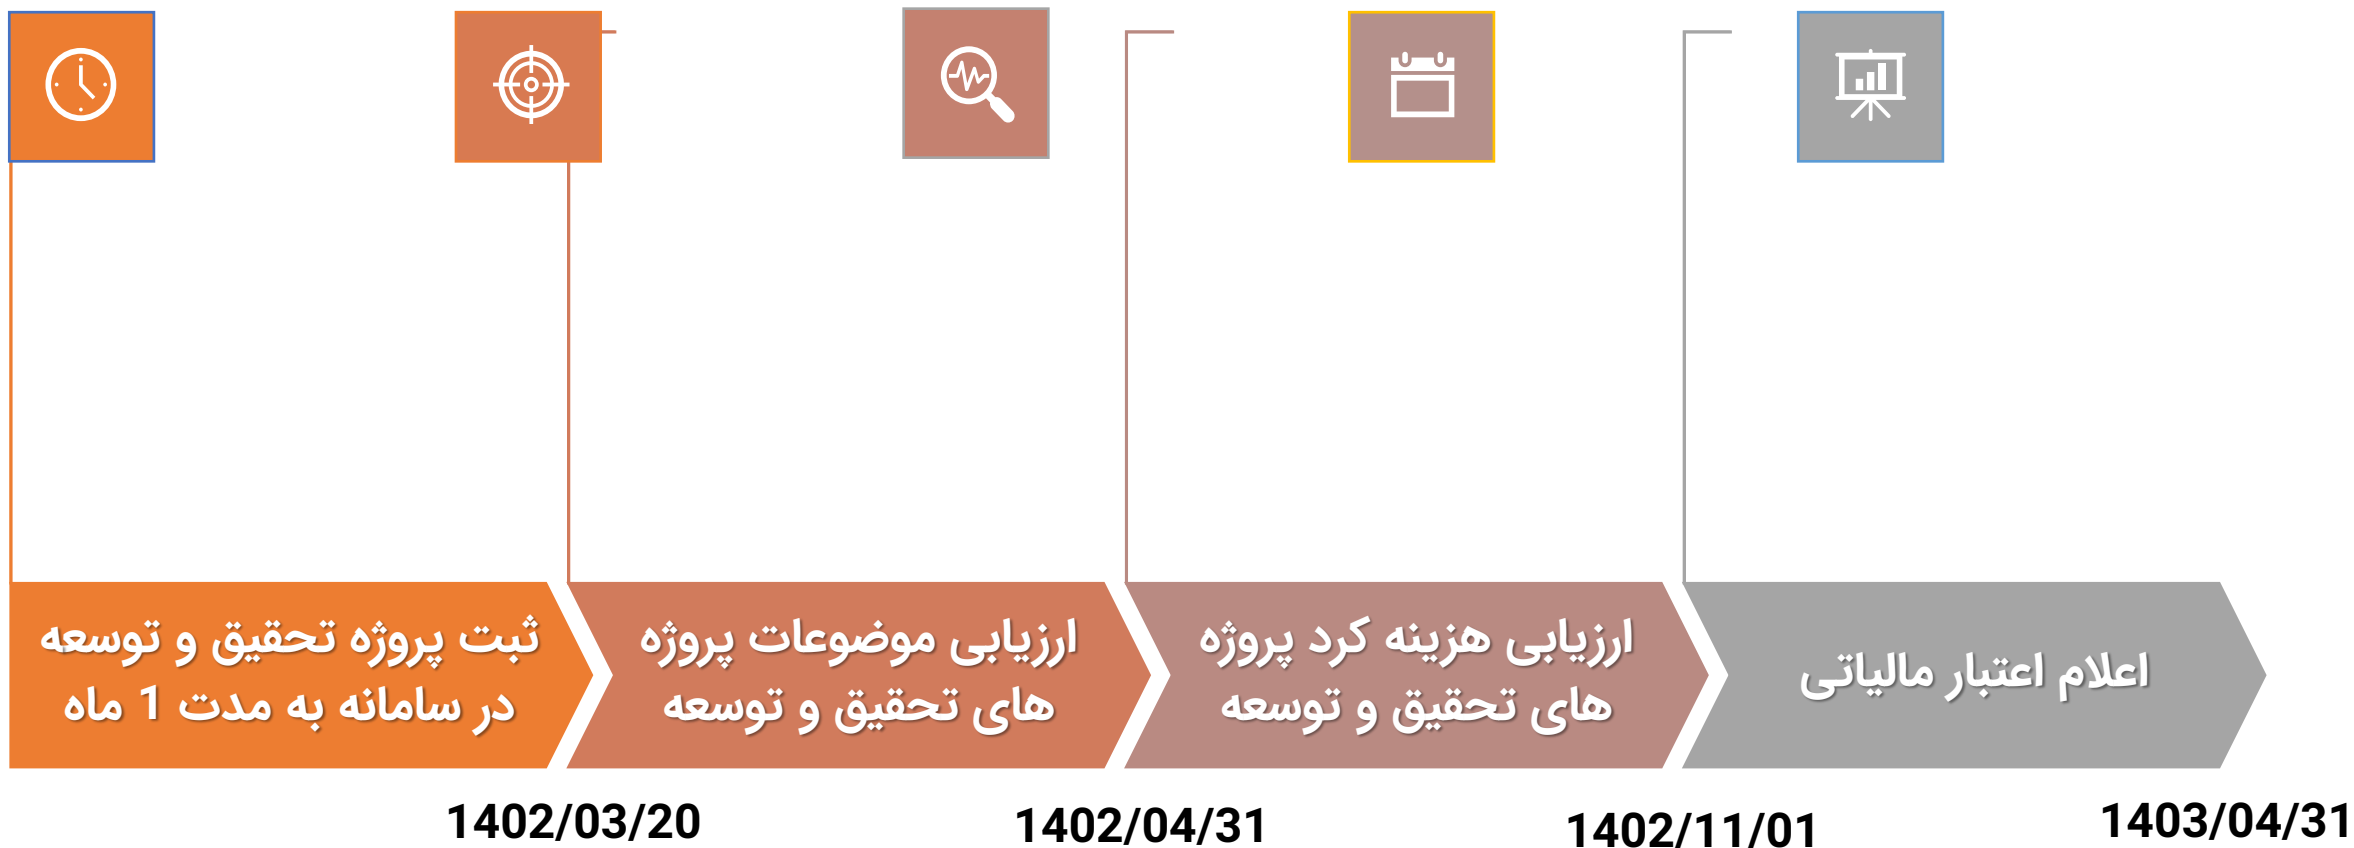 ثبت پروژه تحقیق و توسعه
در سامانه به مدت 1 ماه
ارزیابی موضوعات پروژه
های تحقیق و توسعه
ارزیابی هزینه کرد پروژه
های تحقیق و توسعه
اعلام اعتبار مالیاتی
1402/03/20
1402/04/31
1402/11/01
1403/04/31